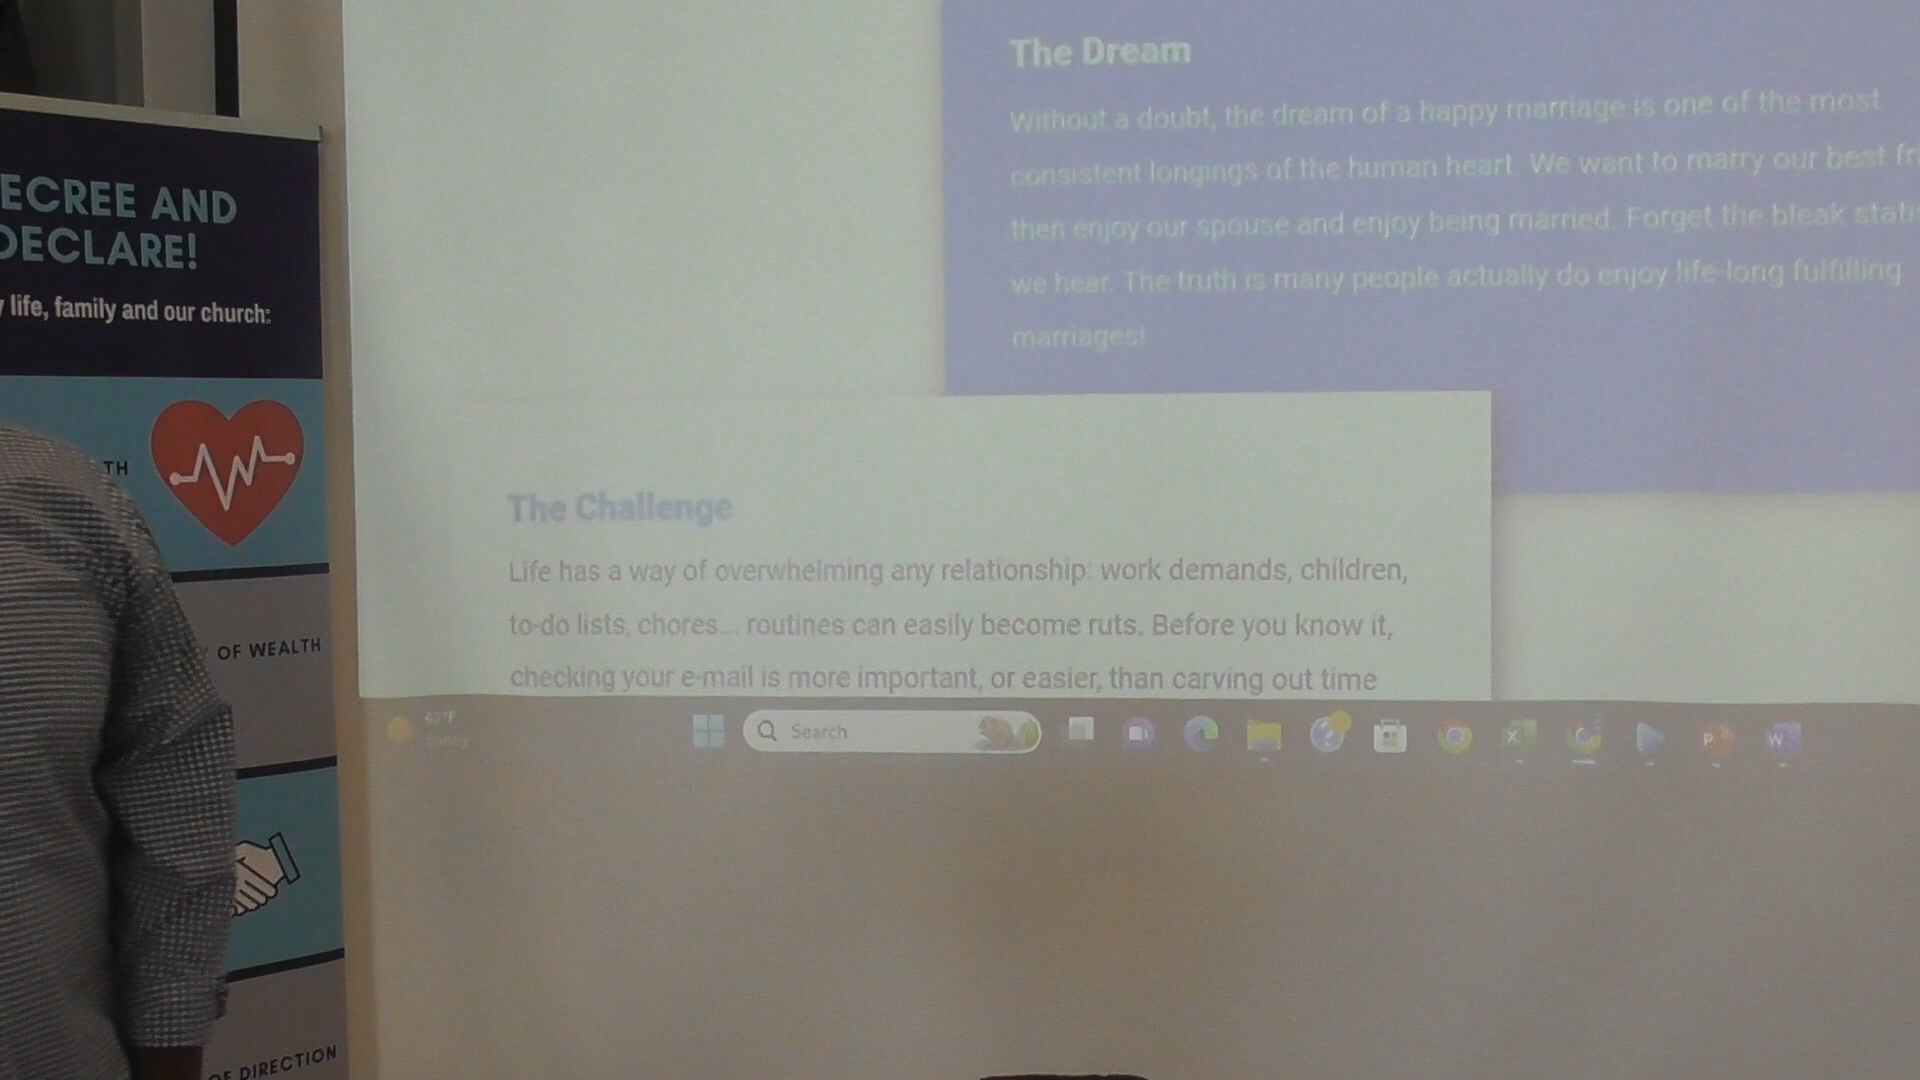 ECREE AND
DECLARE!
life, family and our church:
TH
OF WEALTH
OF DIRECTION
The Dream
Without a doubt, the dream of a happy marriage is one of the most
consistent longings of the human heart. We want to marry our best fr
then enjoy our spouse and enjoy being married. Forget the bleak stati
we hear. The truth is many people actually do enjoy life-long fulfilling
marriages!
The Challenge
Life has a way of overwhelming any relationship: work demands, children,
to-do lists, chores... routines can easily become ruts. Before you know it,
checking your e-mail is more important, or easier, than carving out time
62°F
Sunny
Search